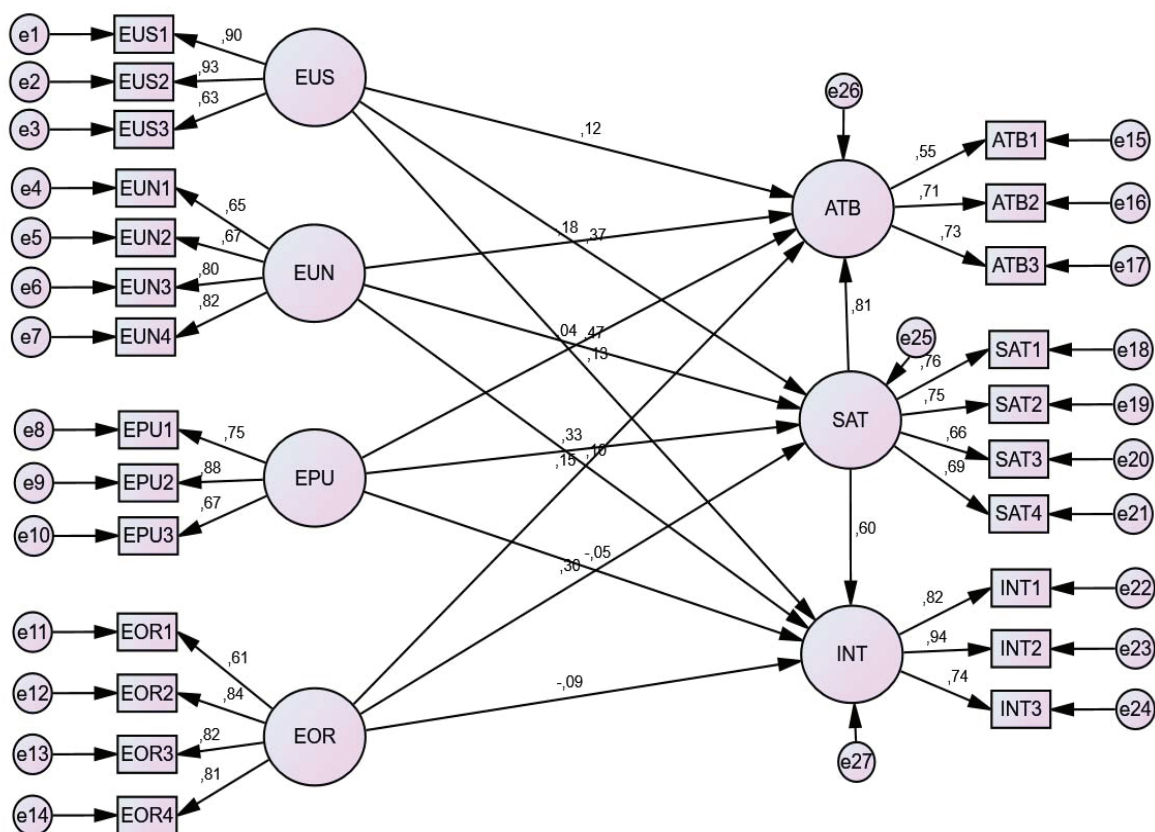 e1 EUS1 ,90
e2 EUS2 ,93
e3 EUS3 ,63
EUS
e4 EUN1 ,65
e5 EUN2 ,67
e6 EUN3 ,80
e7 EUN4 ,82
EUN
e8 EPU1 ,75
e9 EPU2 ,88
e10 EPU3 ,67
EPU
e11 EOR1 ,61
e12 EOR2 ,84
e13 EOR3 ,82
e14 EOR4 ,81
EOR
,12
,18 ,37
,04 ,47
,13
,33
,15
-,05
,30
-,09
e26
ATB
,55 ATB1 e15
,71 ATB2 e16
,73 ATB3 e17
,81
e25
SAT
,76 SAT1 e18
,75 SAT2 e19
,66 SAT3 e20
,69 SAT4 e21
,60
INT
,82 INT1 e22
,94 INT2 e23
,74 INT3 e24
e27